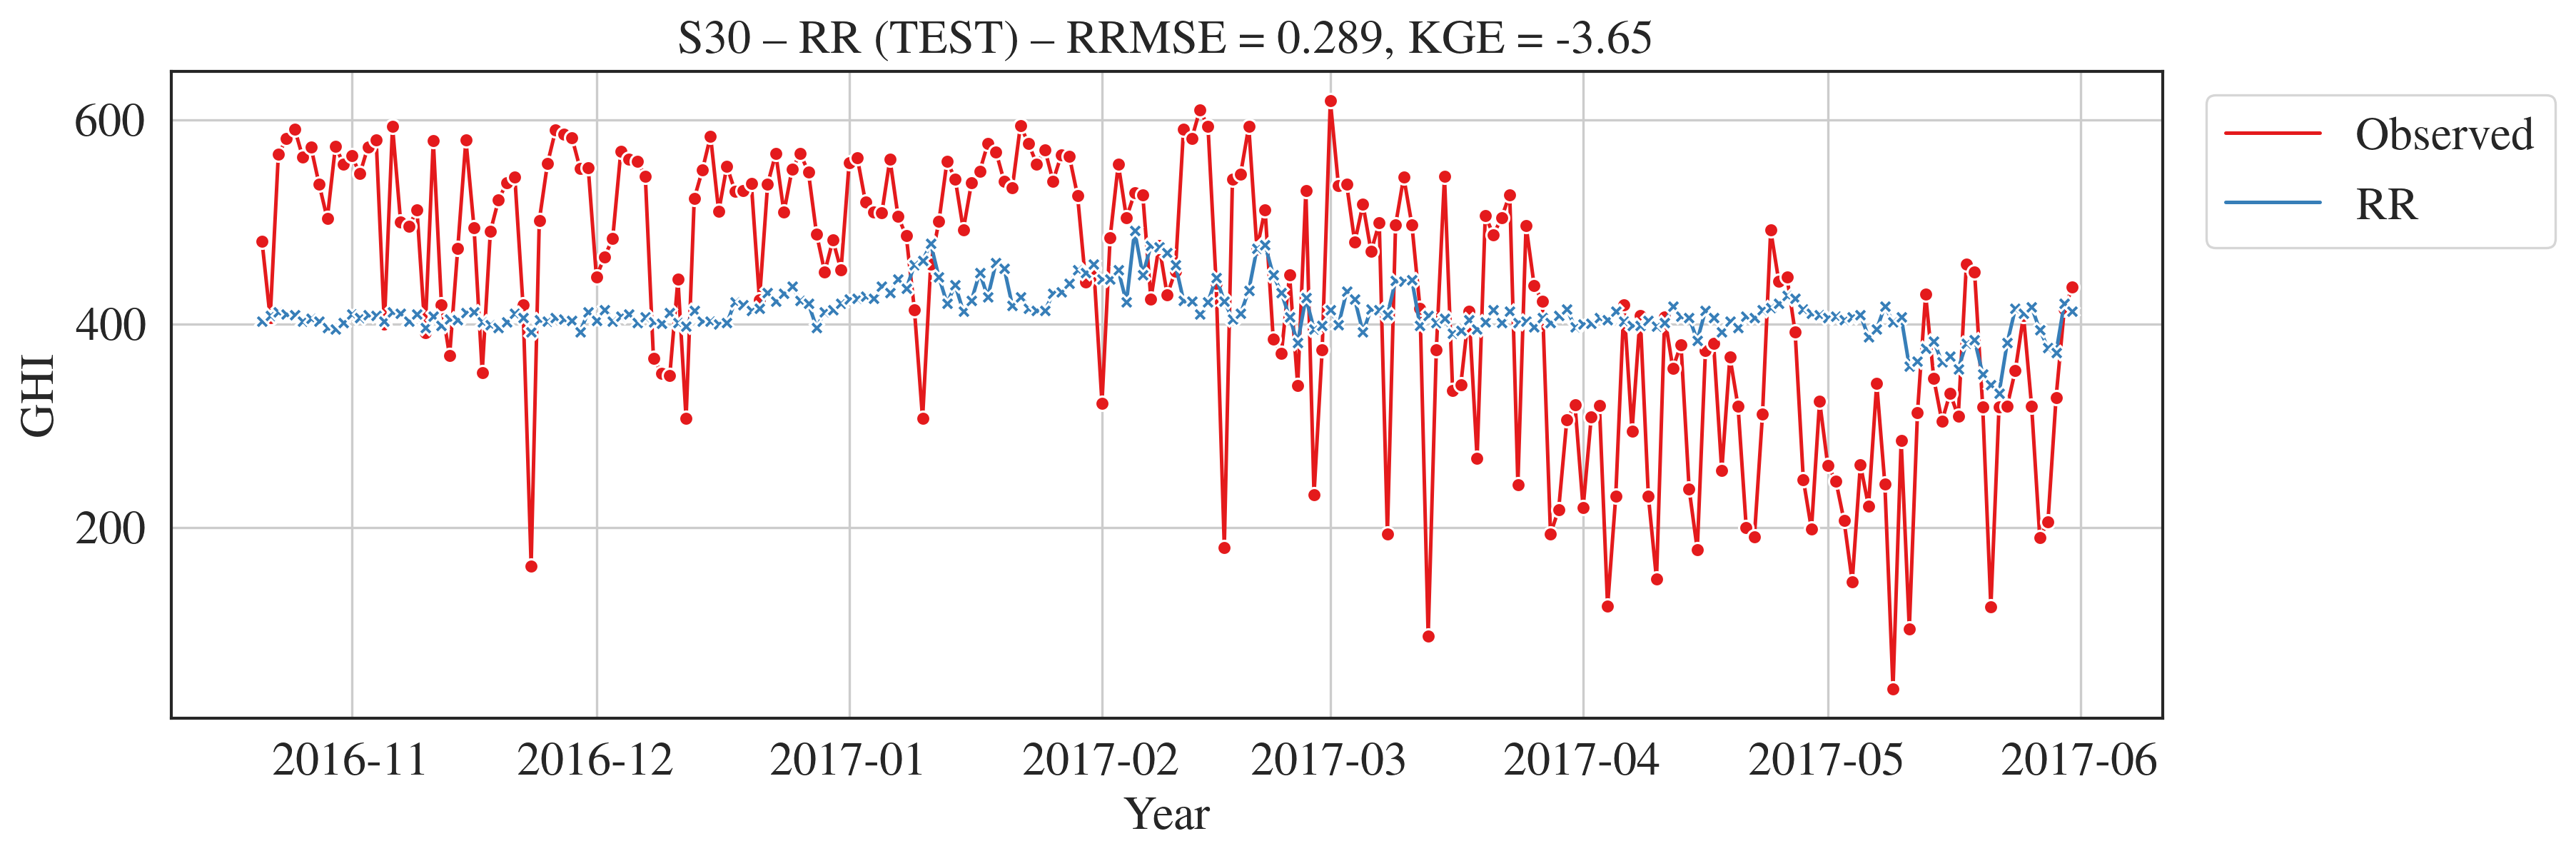 S30 – RR (TEST) – RRMSE = 0.289, KGE = -3.65
600
400
200
GHI
2016-11
2016-12
2017-01
2017-02
2017-03
2017-04
2017-05
2017-06
Year
Observed
RR